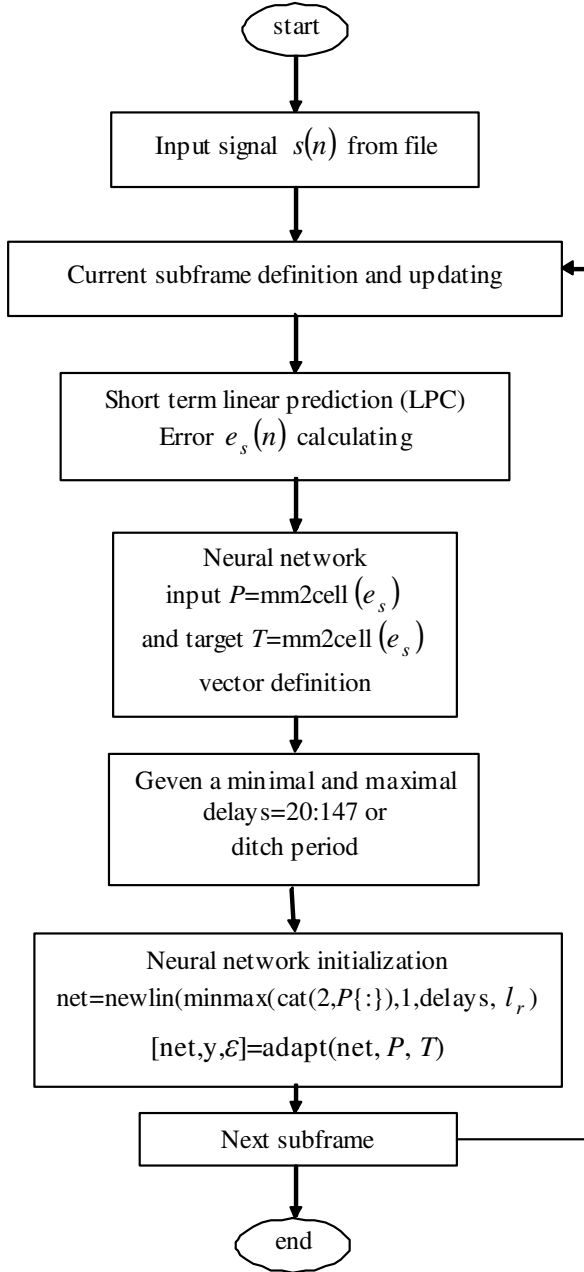 start
Input signal s(n) from file
Current subframe definition and updating
Short term linear prediction (LPC)
Error e_s(n) calculating
Neural network
input P=mm2cell(e_s)
and target T=mm2cell(e_s)
vector definition
Geven a minimal and maximal
delays=20:147 or
ditch period
Neural network initialization
net=newlin(minmax(cat(2,P{:}),1,delays, l_r)
[net,y,ε]=adapt(net, P, T)
Next subframe
end